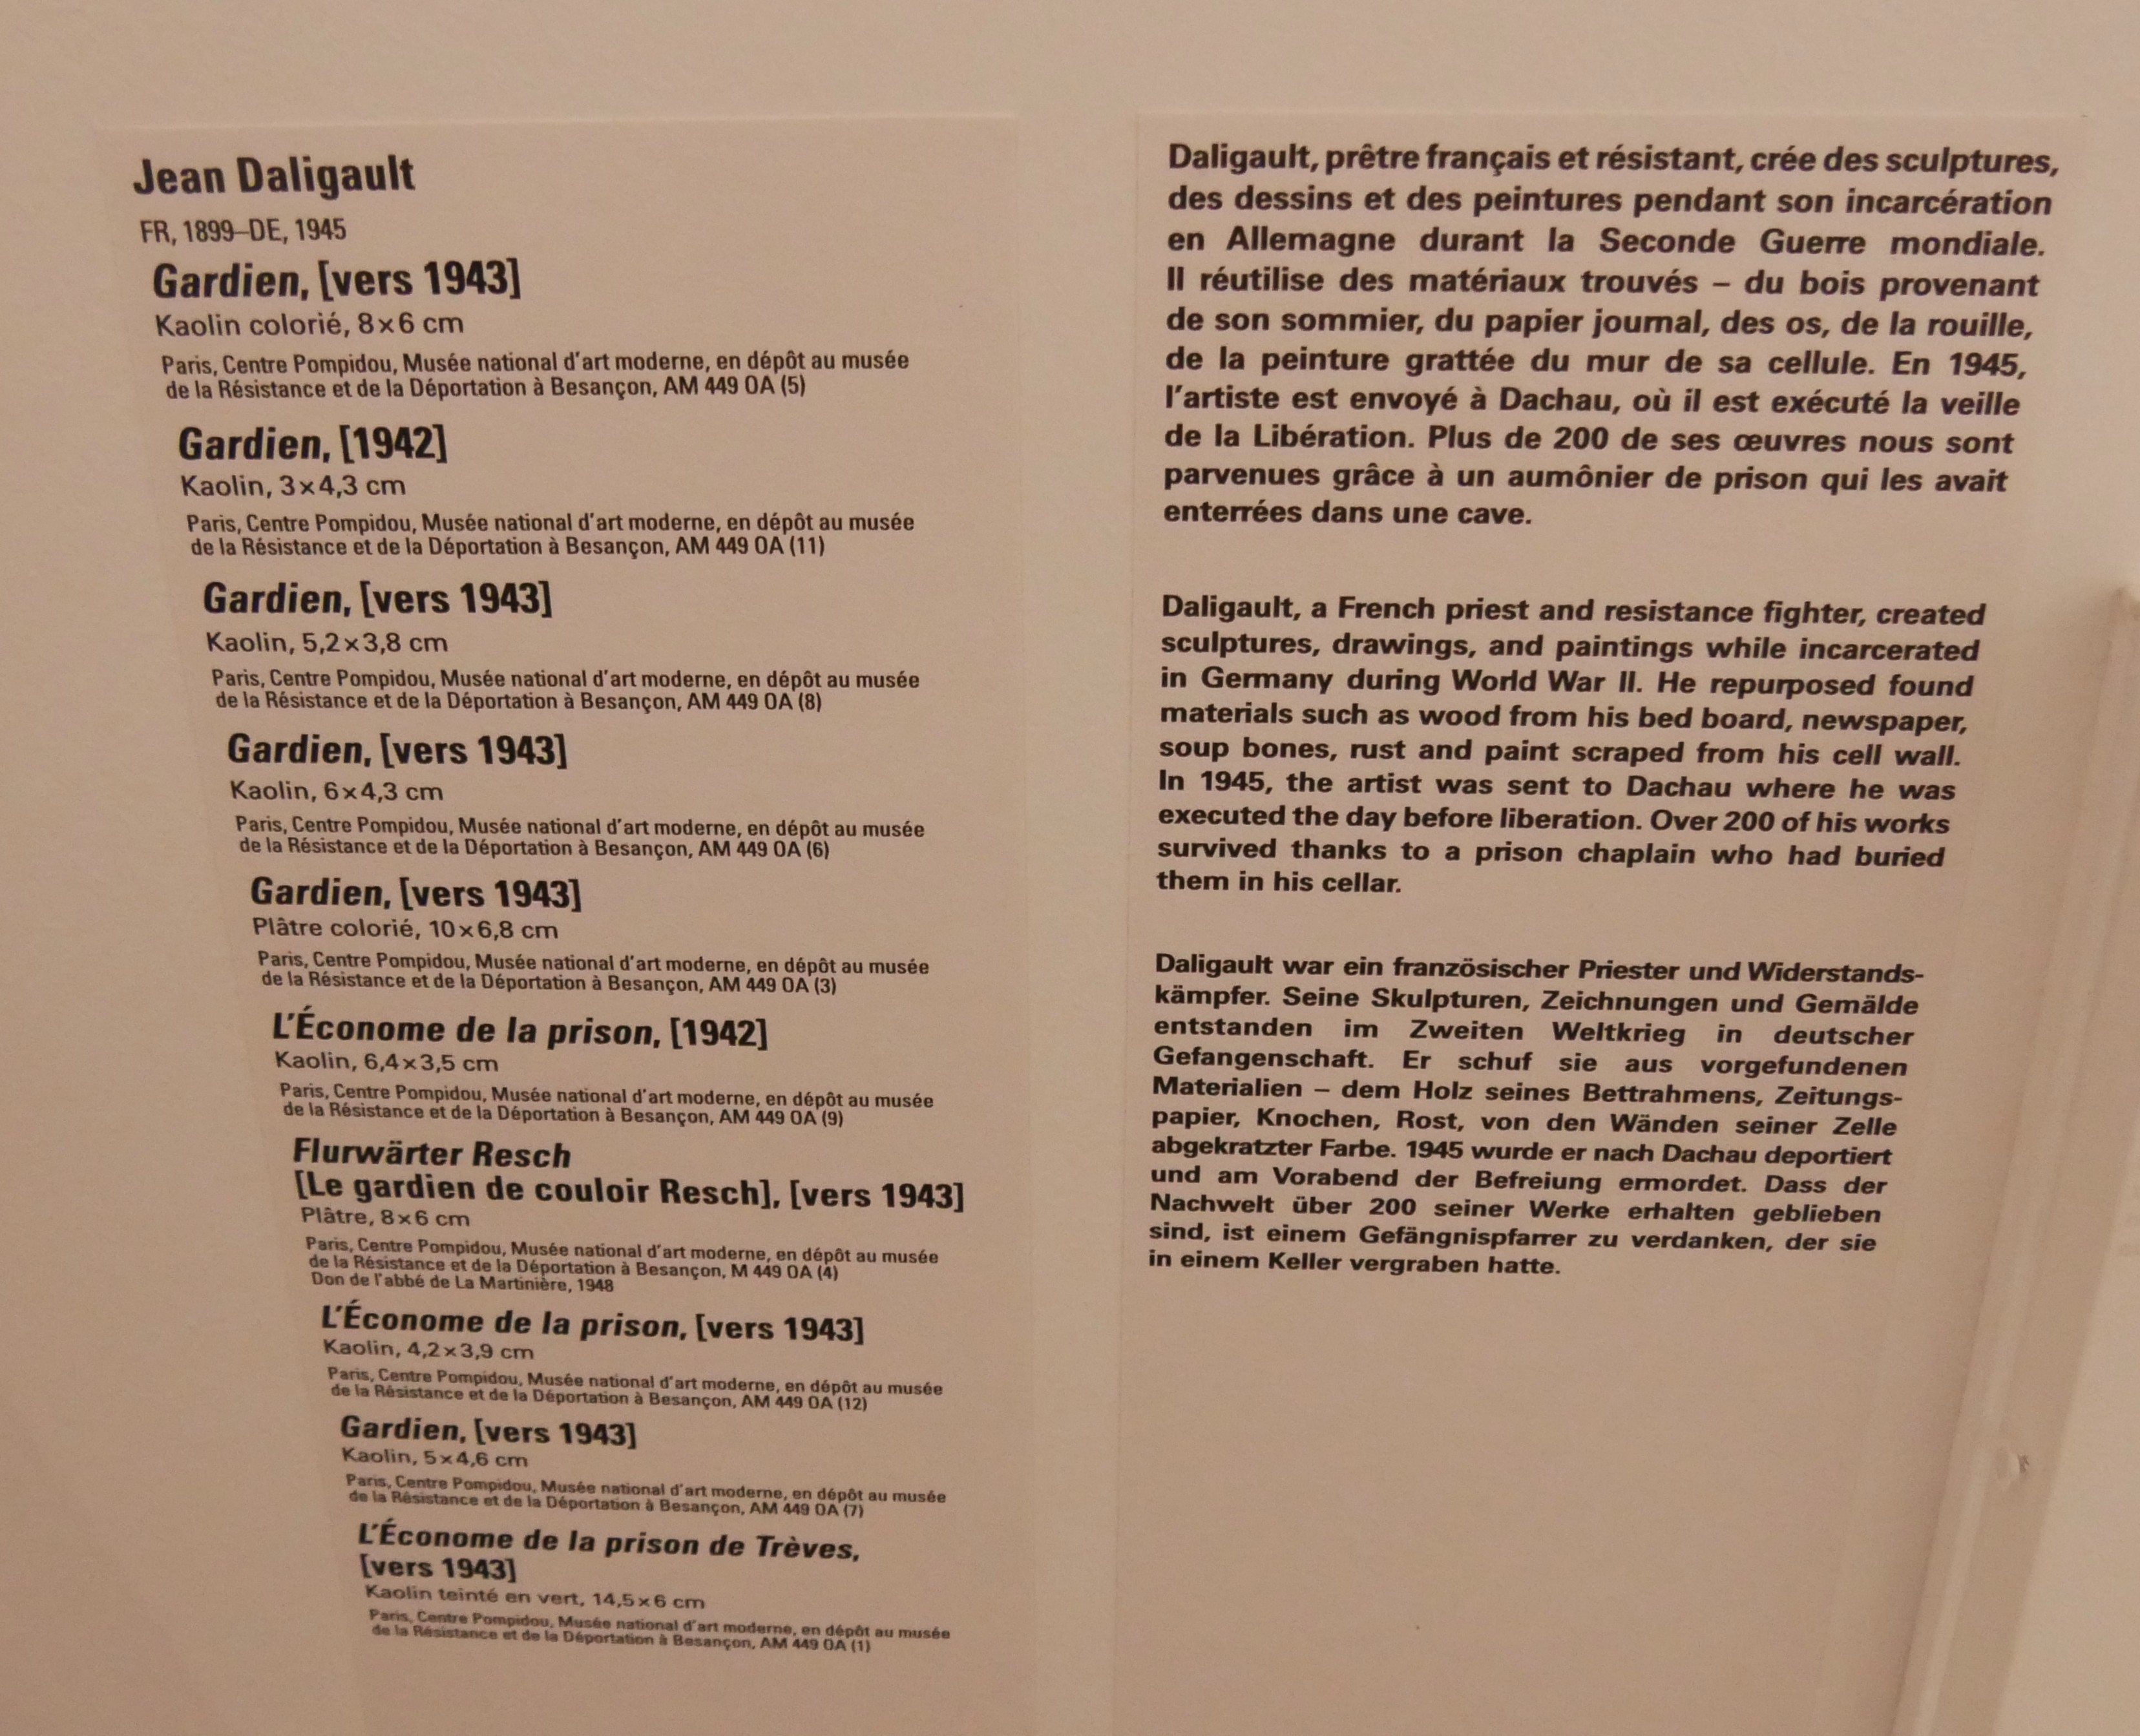 Jean Daligault
FR, 1899–DE, 1945
Gardien, [vers 1943]
Kaolin colorié, 8×6 cm
Paris, Centre Pompidou, Musée national d'art moderne, en dépôt au musée
de la Résistance et de la Déportation à Besançon, AM 449 OA (5)
Gardien, [1942]
Kaolin, 3×4,3 cm
Paris, Centre Pompidou, Musée national d'art moderne, en dépôt au musée
de la Résistance et de la Déportation à Besançon, AM 449 OA (11)
Gardien, [vers 1943]
Kaolin, 5,2×3,8 cm
Paris, Centre Pompidou, Musée national d'art moderne, en dépôt au musée
de la Résistance et de la Déportation à Besançon, AM 449 OA (8)
Gardien, [vers 1943]
Kaolin, 6×4,3 cm
Paris, Centre Pompidou, Musée national d'art moderne, en dépôt au musée
de la Résistance et de la Déportation à Besançon, AM 449 OA (6)
Gardien, [vers 1943]
Plâtre colorié, 10×6,8 cm
Paris, Centre Pompidou, Musée national d'art moderne, en dépôt au musée
de la Résistance et de la Déportation à Besançon, AM 449 OA (3)
L'Économe de la prison, [1942]
Kaolin, 6,4×3,5 cm
Paris, Centre Pompidou, Musée national d'art moderne, en dépôt au musée
de la Résistance et de la Déportation à Besançon, AM 449 OA (9)
Flurwärter Resch
[Le gardien de couloir Resch], [vers 1943]
Plâtre, 8×6 cm
Paris, Centre Pompidou, Musée national d'art moderne, en dépôt au musée
de la Résistance et de la Déportation à Besançon, M 449 OA (4)
Don de l'abbé de La Martinière, 1948
L'Économe de la prison, [vers 1943]
Kaolin, 4,2×3,9 cm
Paris, Centre Pompidou, Musée national d'art moderne, en dépôt au musée
de la Résistance et de la Déportation à Besançon, AM 449 OA (12)
Gardien, [vers 1943]
Kaolin, 5×4,6 cm
Paris, Centre Pompidou, Musée national d'art moderne, en dépôt au musée
de la Résistance et de la Déportation à Besançon, AM 449 OA (7)
L'Économe de la prison de Trèves,
[vers 1943]
Kaolin teinté en vert, 14,5×6 cm
Paris, Centre Pompidou, Musée national d'art moderne, en dépôt au musée
de la Résistance et de la Déportation à Besançon, AM 449 OA (1)
Daligault, prêtre français et résistant, crée des sculptures,
des dessins et des peintures pendant son incarcération
en Allemagne durant la Seconde Guerre mondiale.
Il réutilise des matériaux trouvés – du bois provenant
de son sommier, du papier journal, des os, de la rouille,
de la peinture grattée du mur de sa cellule. En 1945,
l'artiste est envoyé à Dachau, où il est exécuté la veille
de la Libération. Plus de 200 de ses œuvres nous sont
parvenues grâce à un aumônier de prison qui les avait
enterrées dans une cave.
Daligault, a French priest and resistance fighter, created
sculptures, drawings, and paintings while incarcerated
in Germany during World War II. He repurposed found
materials such as wood from his bed board, newspaper,
soup bones, rust and paint scraped from his cell wall.
In 1945, the artist was sent to Dachau where he was
executed the day before liberation. Over 200 of his works
survived thanks to a prison chaplain who had buried
them in his cellar.
Daligault war ein französischer Priester und Widerstands-
kämpfer. Seine Skulpturen, Zeichnungen und Gemälde
entstanden im Zweiten Weltkrieg in deutscher
Gefangenschaft. Er schuf sie aus vorgefundenen
Materialien – dem Holz seines Bettrahmens, Zeitungs-
papier, Knochen, Rost, von den Wänden seiner Zelle
abgekratzter Farbe. 1945 wurde er nach Dachau deportiert
und am Vorabend der Befreiung ermordet. Dass der
Nachwelt über 200 seiner Werke erhalten geblieben
sind, ist einem Gefängnispfarrer zu verdanken, der sie
in einem Keller vergraben hatte.